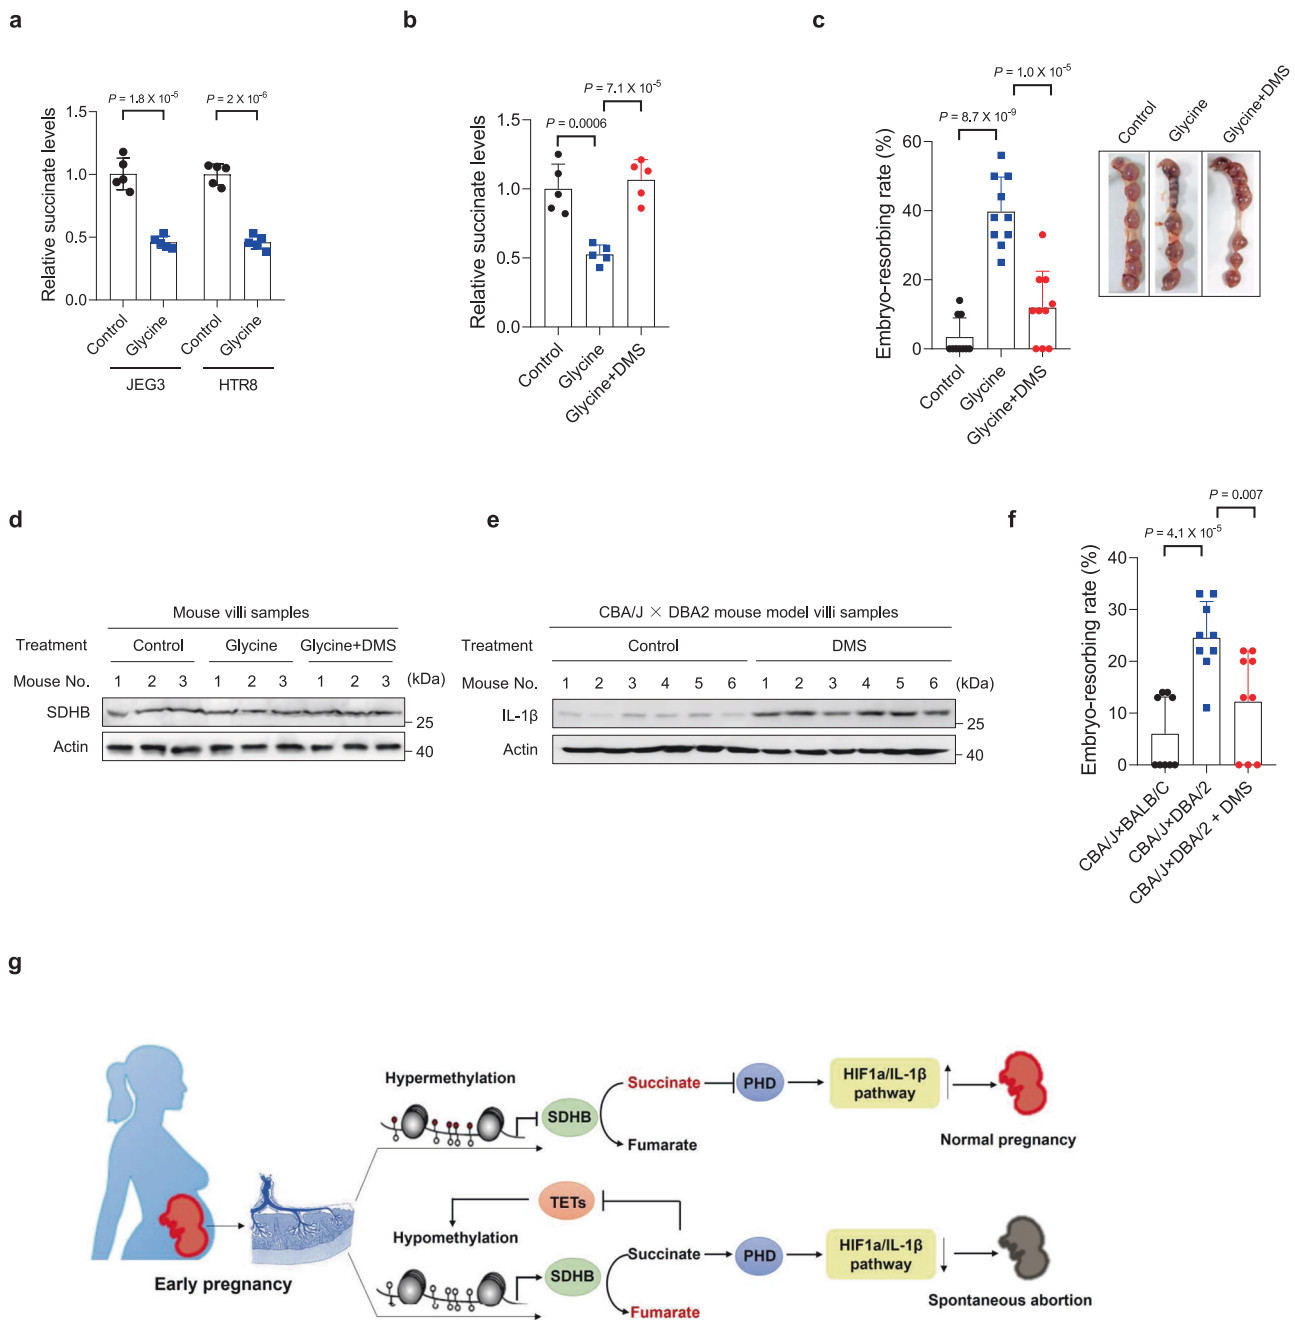 a
P = 1.8 X 10-5
P = 2 X 10-6
Relative succinate levels
1.5
1.0
0.5
0.0
Control
Glycine
Control
Glycine
JEG3
HTR8
b
P = 7.1 X 10-5
P = 0.0006
Relative succinate levels
1.5
1.0
0.5
0.0
Control
Glycine
Glycine+DMS
c
P = 1.0 X 10-5
P = 8.7 X 10-9
Embryo-resorbing rate (%)
60
40
20
0
Control
Glycine
Glycine+DMS
Control
Glycine
Glycine+DMS
d
Mouse villi samples
Treatment Control Glycine Glycine+DMS
Mouse No. 1 2 3 1 2 3 1 2 3 (kDa)
SDHB 25
Actin 40
e
CBA/J × DBA2 mouse model villi samples
Treatment Control DMS
Mouse No. 1 2 3 4 5 6 1 2 3 4 5 6 (kDa)
IL-1β 25
Actin 40
f
P = 0.007
P = 4.1 X 10-5
Embryo-resorbing rate (%)
40
30
20
10
0
CBA/J×BALB/C
CBA/J×DBA/2
CBA/J×DBA/2 + DMS
g
Early pregnancy
Hypermethylation
SDHB
Succinate
Fumarate
PHD
HIF1a/IL-1β
pathway
Normal pregnancy
TETs
Hypomethylation
SDHB
Succinate
Fumarate
PHD
HIF1a/IL-1β
pathway
Spontaneous abortion